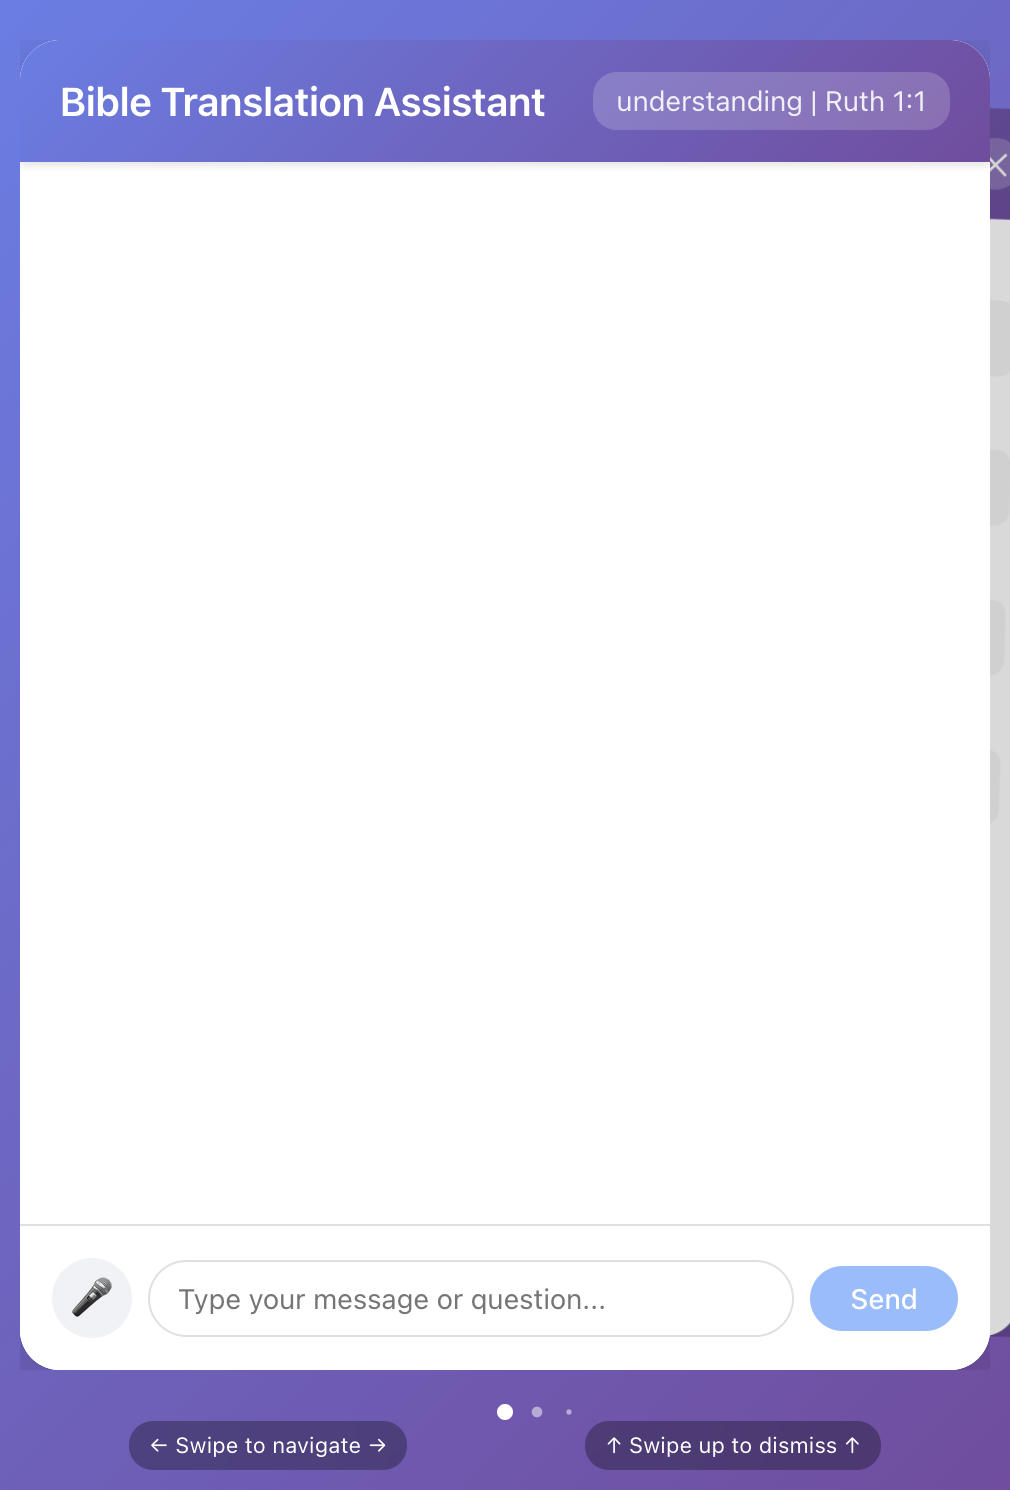 Bible Translation Assistant
understanding | Ruth 1:1
Type your message or question...
Send
← Swipe to navigate →
↑ Swipe up to dismiss ↑